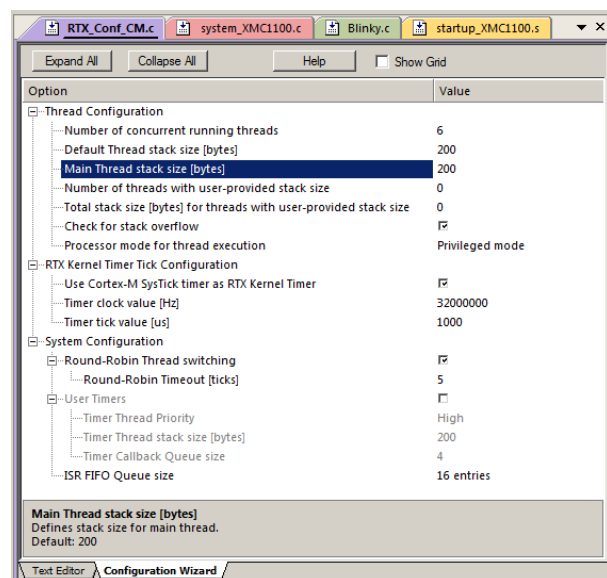 RTX_Conf_CM.c system_XMC1100.c Blinky.c startup_XMC1100.s
Expand All Collapse All Help Show Grid
Option Value
Thread Configuration
Number of concurrent running threads 6
Default Thread stack size [bytes] 200
Main Thread stack size [bytes] 200
Number of threads with user-provided stack size 0
Total stack size [bytes] for threads with user-provided stack size 0
Check for stack overflow
Processor mode for thread execution Privileged mode
RTX Kernel Timer Tick Configuration
Use Cortex-M SysTick timer as RTX Kernel Timer
Timer clock value [Hz] 32000000
Timer tick value [us] 1000
System Configuration
Round-Robin Thread switching
Round-Robin Timeout [ticks] 5
User Timers
Timer Thread Priority High
Timer Thread stack size [bytes] 200
Timer Callback Queue size 4
ISR FIFO Queue size 16 entries
Main Thread stack size [bytes]
Defines stack size for main thread.
Default: 200
Text Editor Configuration Wizard